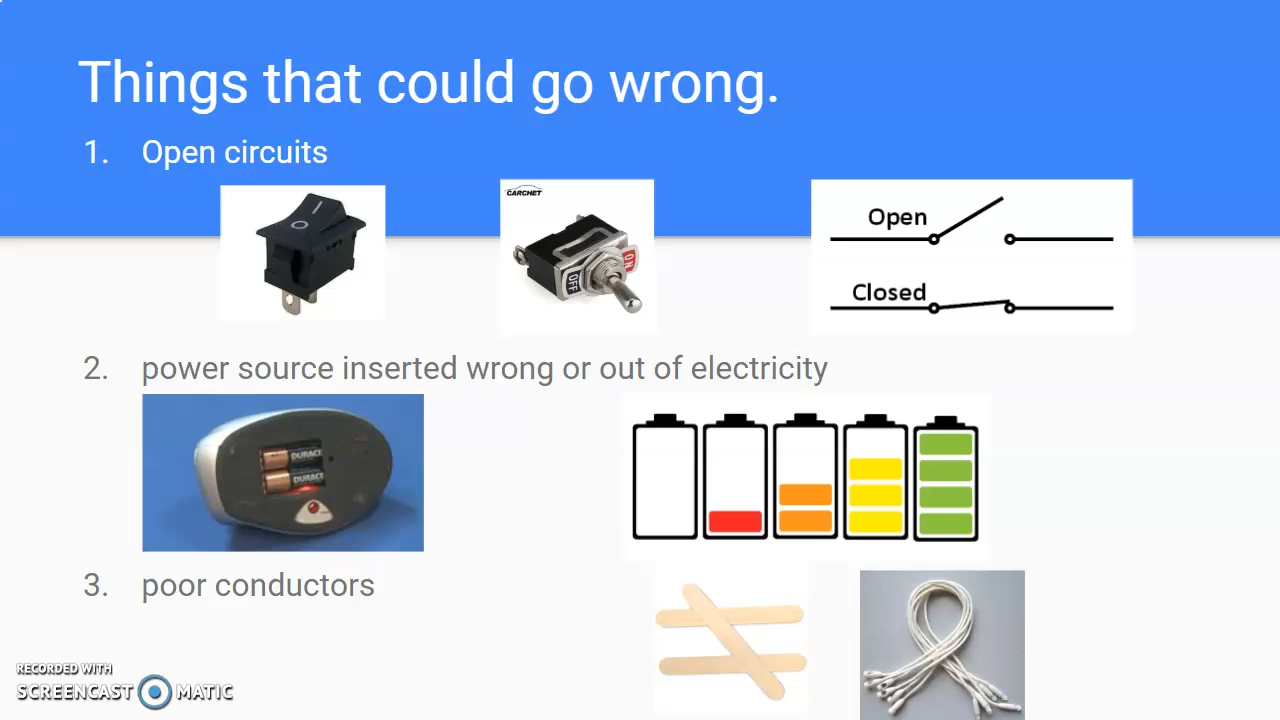 Things that could go wrong.
1. Open circuits
CARCHET
OFF
ON
Open
Closed
2. power source inserted wrong or out of electricity
DURACE
DURACE
3. poor conductors
RECORDED WITH
SCREENCAST MATIC